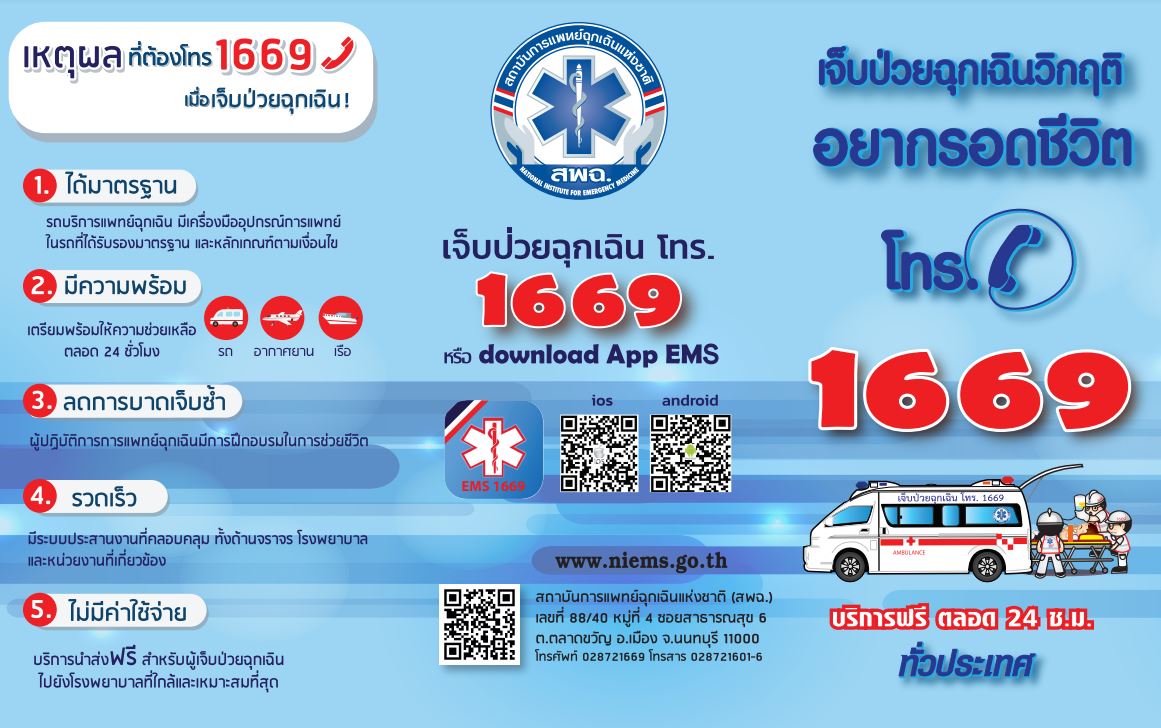 เหตุผล ที่ต้องโทร 1669
เมื่อเจ็บป่วยฉุกเฉิน!
1. ได้มาตรฐาน
รถบริการแพทย์ฉุกเฉิน มีเครื่องมืออุปกรณ์การแพทย์
ในรถที่ได้รับรองมาตรฐาน และหลักเกณฑ์ตามเงื่อนไข
2. มีความพร้อม
เตรียมพร้อมให้ความช่วยเหลือ
ตลอด 24 ชั่วโมง
รถ อากาศยาน เรือ
3. ลดการบาดเจ็บซ้ำ
ผู้ปฏิบัติการการแพทย์ฉุกเฉินมีการฝึกอบรมในการช่วยชีวิต
4. รวดเร็ว
มีระบบประสานงานที่ครอบคลุม ทั้งด้านจราจร โรงพยาบาล
และหน่วยงานที่เกี่ยวข้อง
5. ไม่มีค่าใช้จ่าย
บริการนำส่งฟรี สำหรับผู้เจ็บป่วยฉุกเฉิน
ไปยังโรงพยาบาลที่ใกล้และเหมาะสมที่สุด
สถาบันการแพทย์ฉุกเฉินแห่งชาติ
สพฉ.
NATIONAL INSTITUTE FOR EMERGENCY MEDICINE
เจ็บป่วยฉุกเฉิน โทร.
1669
หรือ download App EMS
ios android
EMS 1669
www.niems.go.th
สถาบันการแพทย์ฉุกเฉินแห่งชาติ (สพฉ.)
เลขที่ 88/40 หมู่ที่ 4 ซอยสาธารณสุข 6
ต.ตลาดขวัญ อ.เมือง จ.นนทบุรี 11000
โทรศัพท์ 028721669 โทรสาร 028721601-6
เจ็บป่วยฉุกเฉินวิกฤติ
อยากรอดชีวิต
โทร.
1669
เจ็บป่วยฉุกเฉิน โทร. 1669
AMBULANCE
บริการฟรี ตลอด 24 ช.ม.
ทั่วประเทศ